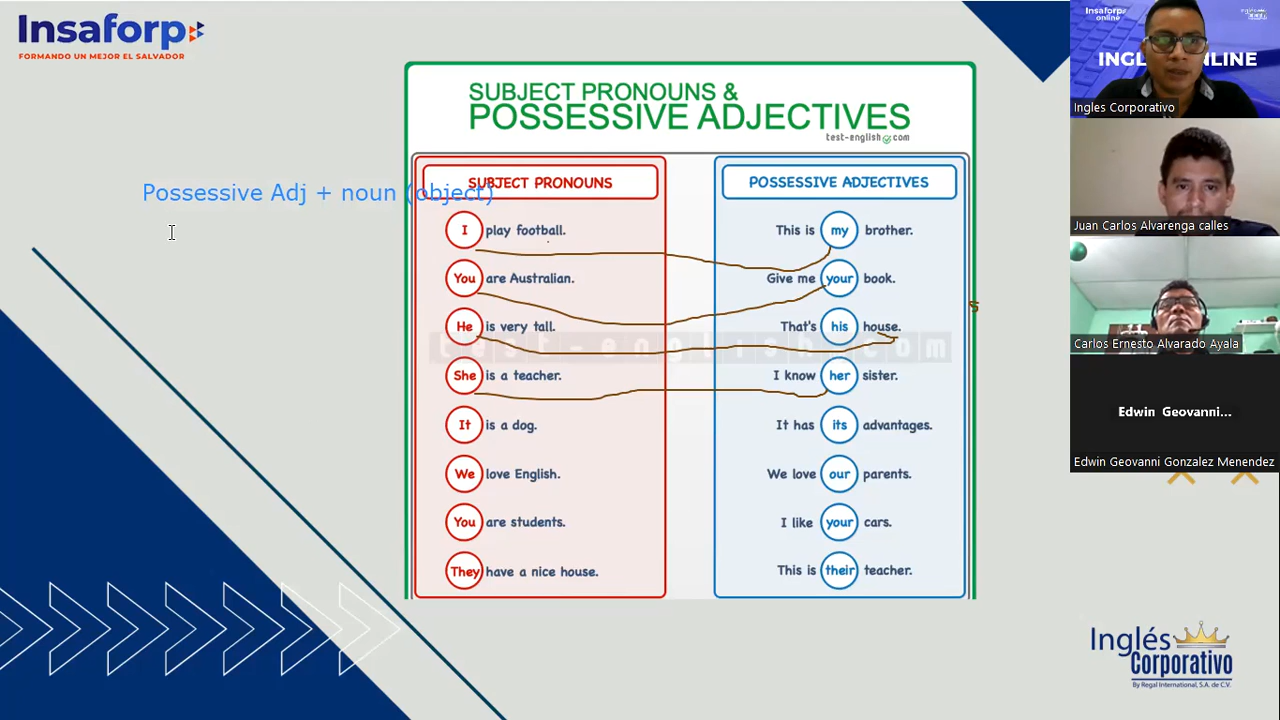 Insaforp
FORMANDO UN MEJOR EL SALVADOR
SUBJECT PRONOUNS &
POSSESSIVE ADJECTIVES
test-english.com
Possessive Adj + noun (object)
SUBJECT PRONOUNS
I play football.
You are Australian.
He is very tall.
She is a teacher.
It is a dog.
We love English.
You are students.
They have a nice house.
POSSESSIVE ADJECTIVES
This is my brother.
Give me your book.
That's his house.
I know her sister.
It has its advantages.
We love our parents.
I like your cars.
This is their teacher.
test-english.com
s
Insaforp
online
Ingles Corporativo
Juan Carlos Alvarenga calles
Carlos Ernesto Alvarado Ayala
Edwin Geovanni...
Edwin Geovanni Gonzalez Menendez
Inglés
Corporativo
By Regal International, S.A. de C.V.